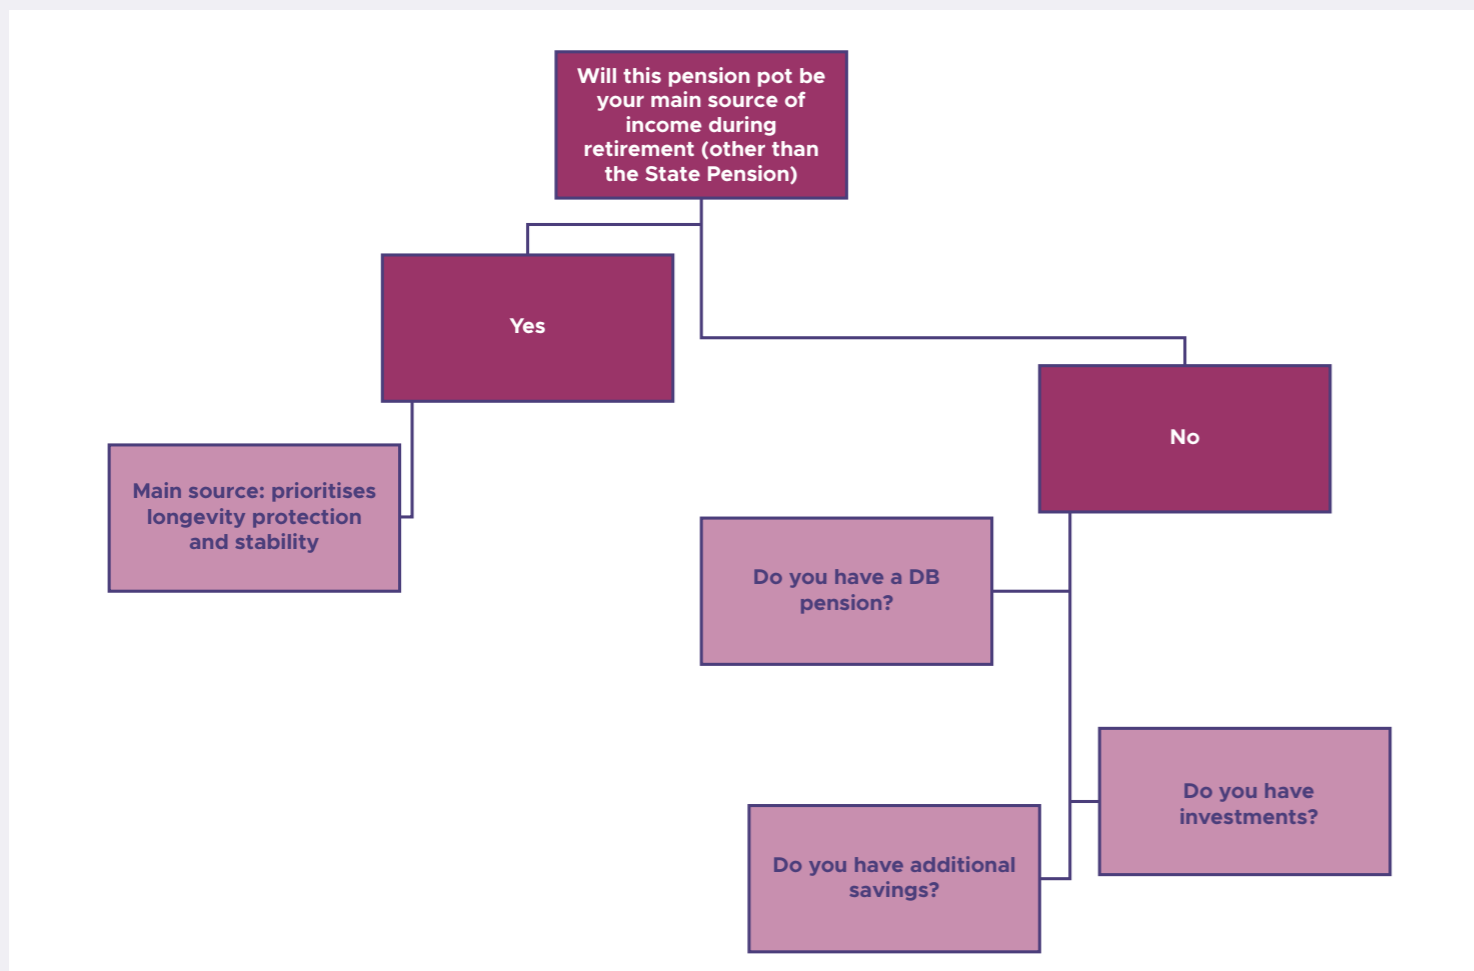 Will this pension pot be
your main source of
income during
retirement (other than
the State Pension)
Yes
No
Main source: prioritises
longevity protection
and stability
Do you have a DB
pension?
Do you have
investments?
Do you have additional
savings?